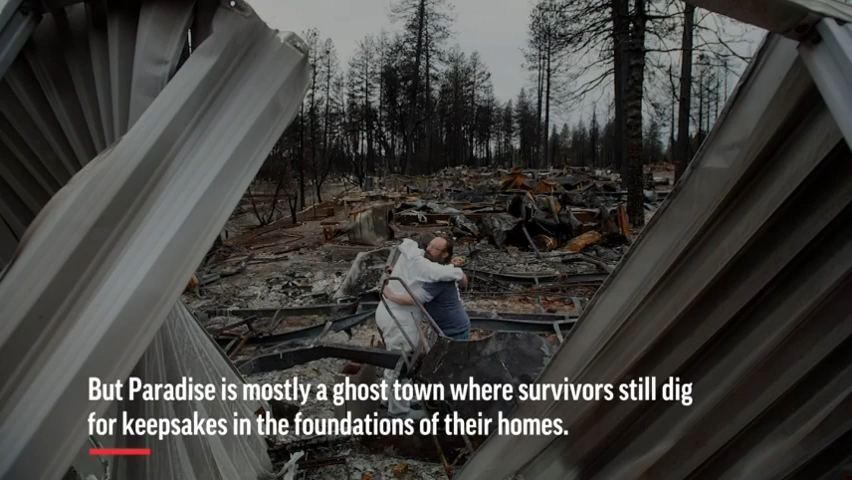 But Paradise is mostly a ghost town where survivors still dig
for keepsakes in the foundations of their homes.